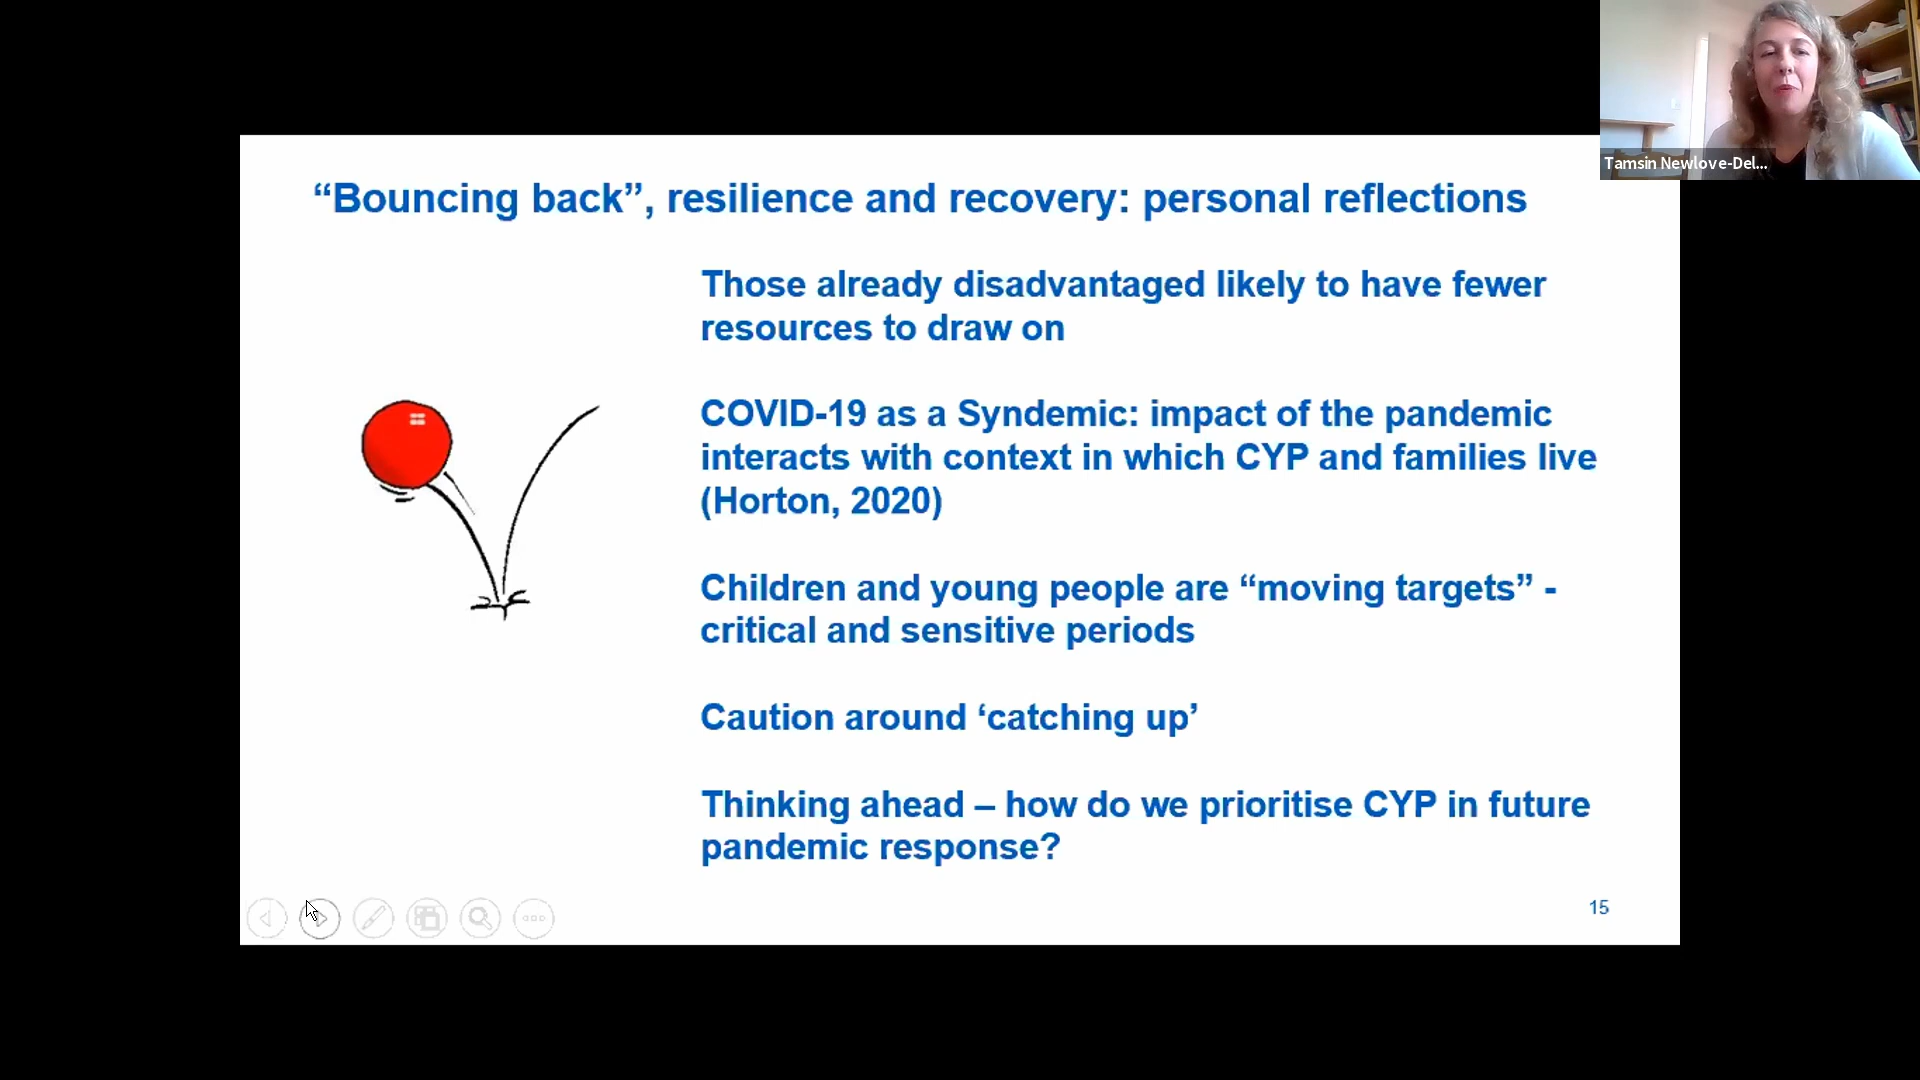 Tamsin Newlove-Del...
“Bouncing back”, resilience and recovery: personal reflections
Those already disadvantaged likely to have fewer
resources to draw on
COVID-19 as a Syndemic: impact of the pandemic
interacts with context in which CYP and families live
(Horton, 2020)
Children and young people are “moving targets” -
critical and sensitive periods
Caution around ‘catching up’
Thinking ahead – how do we prioritise CYP in future
pandemic response?
15